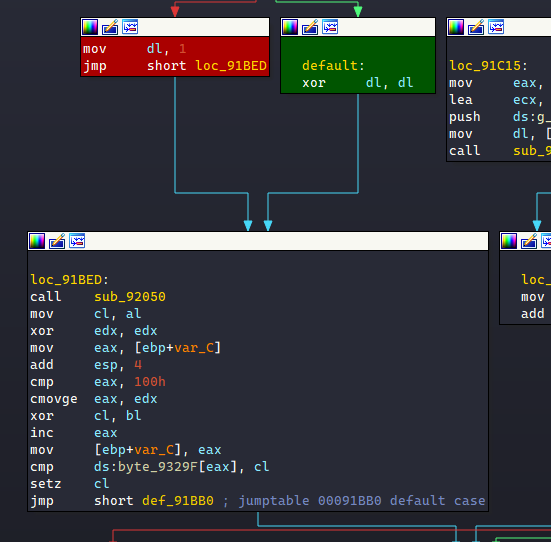 mov dl, 1
jmp short loc_91BED
default:
xor dl, dl
loc_91C15:
mov eax,
lea ecx,
push ds:g_
mov dl, [
call sub_9
loc_91BED:
call sub_92050
mov cl, al
xor edx, edx
mov eax, [ebp+var_C]
add esp, 4
cmp eax, 100h
cmovge eax, edx
xor cl, bl
inc eax
mov [ebp+var_C], eax
cmp ds:byte_9329F[eax], cl
setz cl
jmp short def_91BB0 ; jumptable 00091BB0 default case
loc_
mov
add